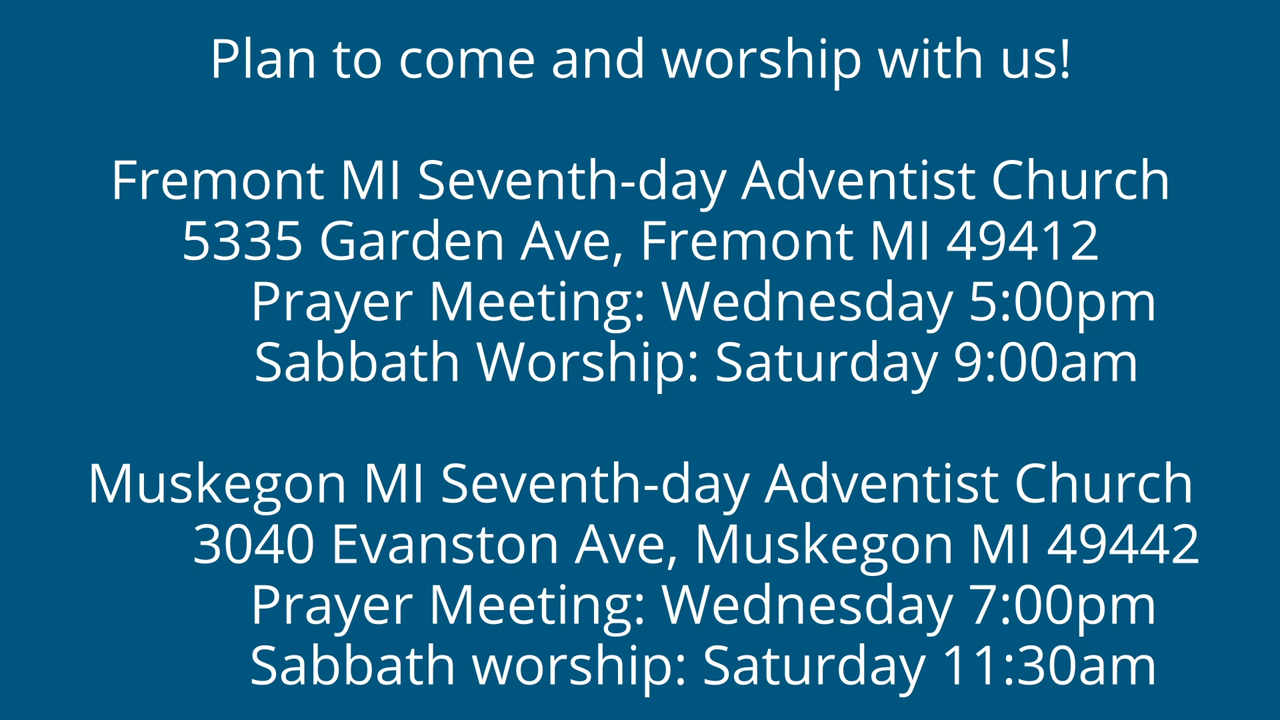 Plan to come and worship with us!
Fremont MI Seventh-day Adventist Church
5335 Garden Ave, Fremont MI 49412
Prayer Meeting: Wednesday 5:00pm
Sabbath Worship: Saturday 9:00am
Muskegon MI Seventh-day Adventist Church
3040 Evanston Ave, Muskegon MI 49442
Prayer Meeting: Wednesday 7:00pm
Sabbath worship: Saturday 11:30am